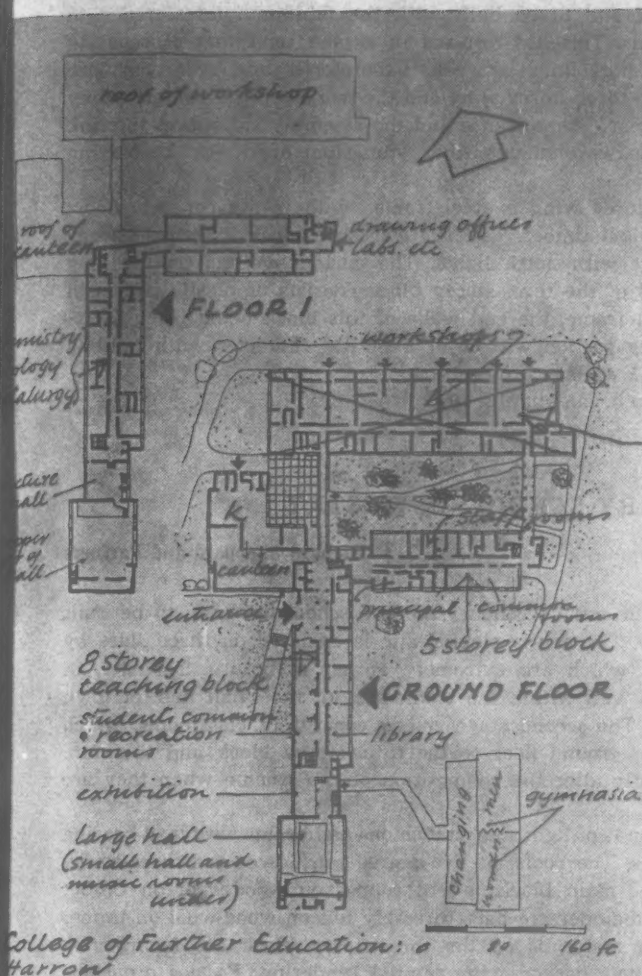 roof of workshop
roof of
canteen
drawing offices
labs. etc
FLOOR 1
workshops
K
canteen
staff rooms
entrance
principal
common
rooms
5 storey block
8 storey
teaching block
GROUND FLOOR
students common
& recreation
rooms
library
exhibition
large hall
(small hall and
music rooms
under)
changing
women
men
gymnasia
College of Further Education:
Harrow
0 80 160 ft